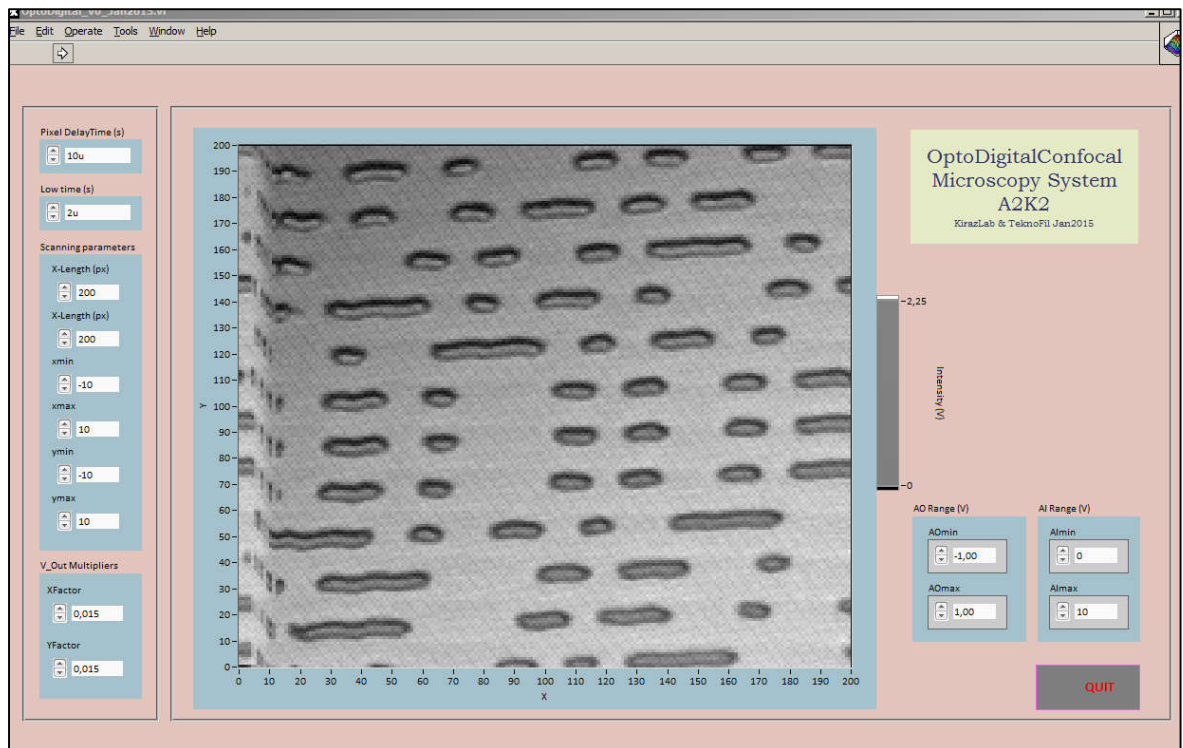 OptoDigital_v6_Jan2015.vi
File Edit Operate Tools Window Help
Pixel DelayTime (s)
10u
Low time (s)
2u
Scanning parameters
X-Length (px)
200
X-Length (px)
200
xmin
-10
xmax
10
ymin
-10
ymax
10
V_Out Multipliers
XFactor
0,015
YFactor
0,015
200
190
180
170
160
150
140
130
120
110
100
90
80
70
60
50
40
30
20
10
0
Y
0 10 20 30 40 50 60 70 80 90 100 110 120 130 140 150 160 170 180 190 200
X
OptoDigitalConfocal
Microscopy System
A2K2
KirazLab & TeknoFil Jan2015
2,25
Intensity (V)
0
AO Range (V)
AOmin
-1,00
AOmax
1,00
AI Range (V)
AImin
0
AImax
10
QUIT